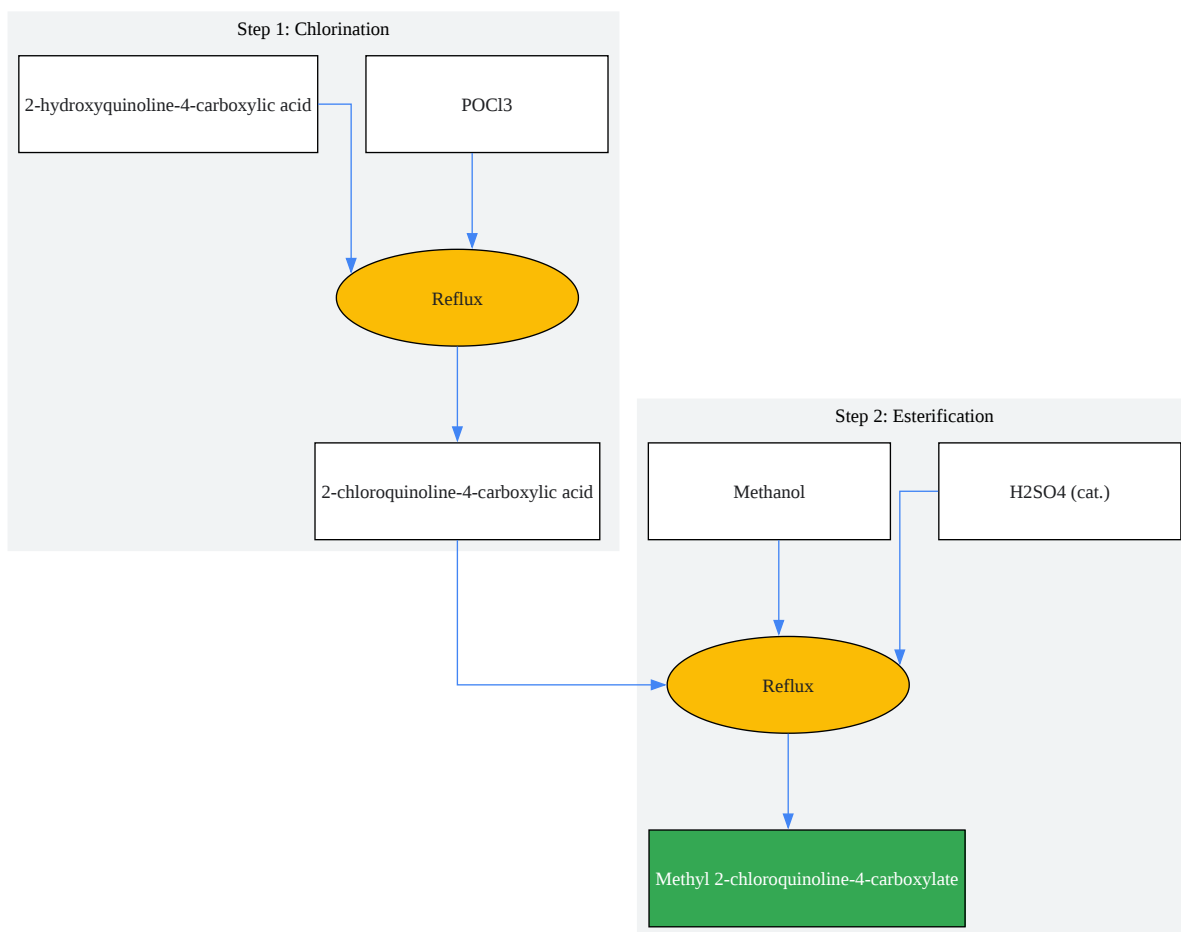 Step 1: Chlorination
2-hydroxyquinoline-4-carboxylic acid
POCl3
Reflux
2-chloroquinoline-4-carboxylic acid
Step 2: Esterification
Methanol
H2SO4 (cat.)
Reflux
Methyl 2-chloroquinoline-4-carboxylate